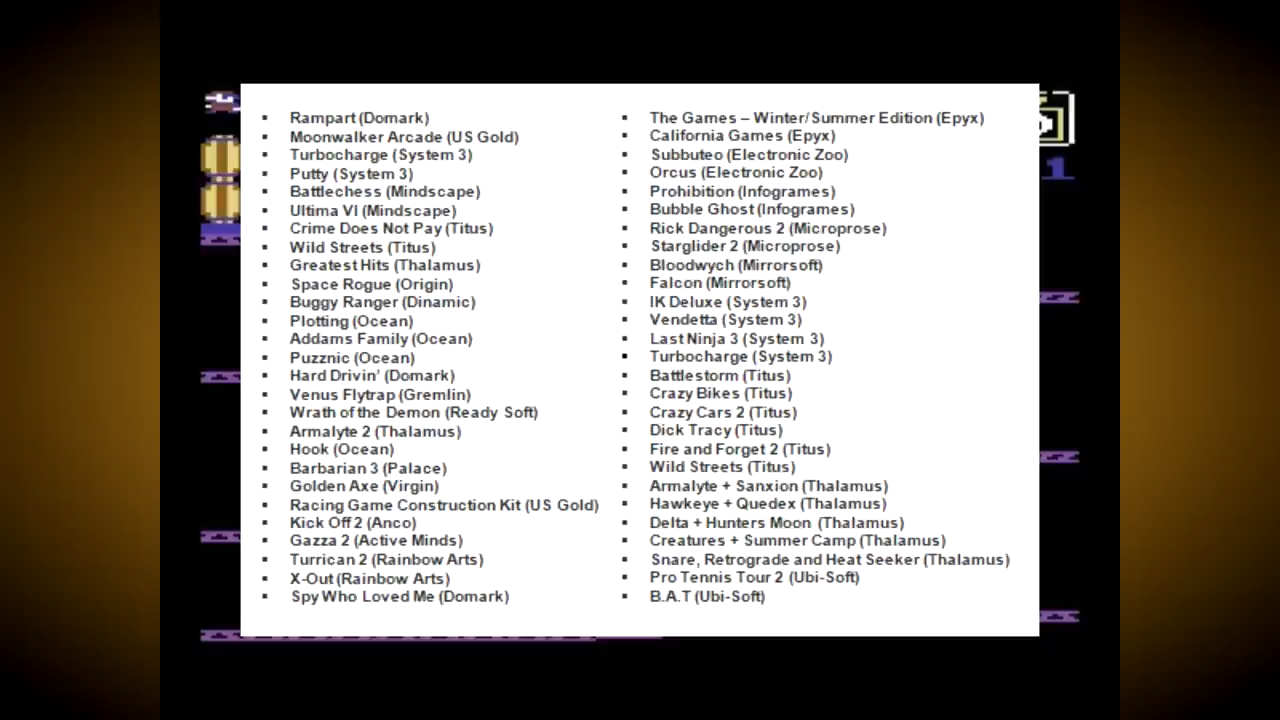 Rampart (Domark)
Moonwalker Arcade (US Gold)
Turbocharge (System 3)
Putty (System 3)
Battlechess (Mindscape)
Ultima VI (Mindscape)
Crime Does Not Pay (Titus)
Wild Streets (Titus)
Greatest Hits (Thalamus)
Space Rogue (Origin)
Buggy Ranger (Dinamic)
Plotting (Ocean)
Addams Family (Ocean)
Puzznic (Ocean)
Hard Drivin' (Domark)
Venus Flytrap (Gremlin)
Wrath of the Demon (Ready Soft)
Armalyte 2 (Thalamus)
Hook (Ocean)
Barbarian 3 (Palace)
Golden Axe (Virgin)
Racing Game Construction Kit (US Gold)
Kick Off 2 (Anco)
Gazza 2 (Active Minds)
Turrican 2 (Rainbow Arts)
X-Out (Rainbow Arts)
Spy Who Loved Me (Domark)
The Games – Winter/Summer Edition (Epyx)
California Games (Epyx)
Subbuteo (Electronic Zoo)
Orcus (Electronic Zoo)
Prohibition (Infogrames)
Bubble Ghost (Infogrames)
Rick Dangerous 2 (Microprose)
Starglider 2 (Microprose)
Bloodwych (Mirrorsoft)
Falcon (Mirrorsoft)
IK Deluxe (System 3)
Vendetta (System 3)
Last Ninja 3 (System 3)
Turbocharge (System 3)
Battlestorm (Titus)
Crazy Bikes (Titus)
Crazy Cars 2 (Titus)
Dick Tracy (Titus)
Fire and Forget 2 (Titus)
Wild Streets (Titus)
Armalyte + Sanxion (Thalamus)
Hawkeye + Quedex (Thalamus)
Delta + Hunters Moon (Thalamus)
Creatures + Summer Camp (Thalamus)
Snare, Retrograde and Heat Seeker (Thalamus)
Pro Tennis Tour 2 (Ubi-Soft)
B.A.T (Ubi-Soft)
1